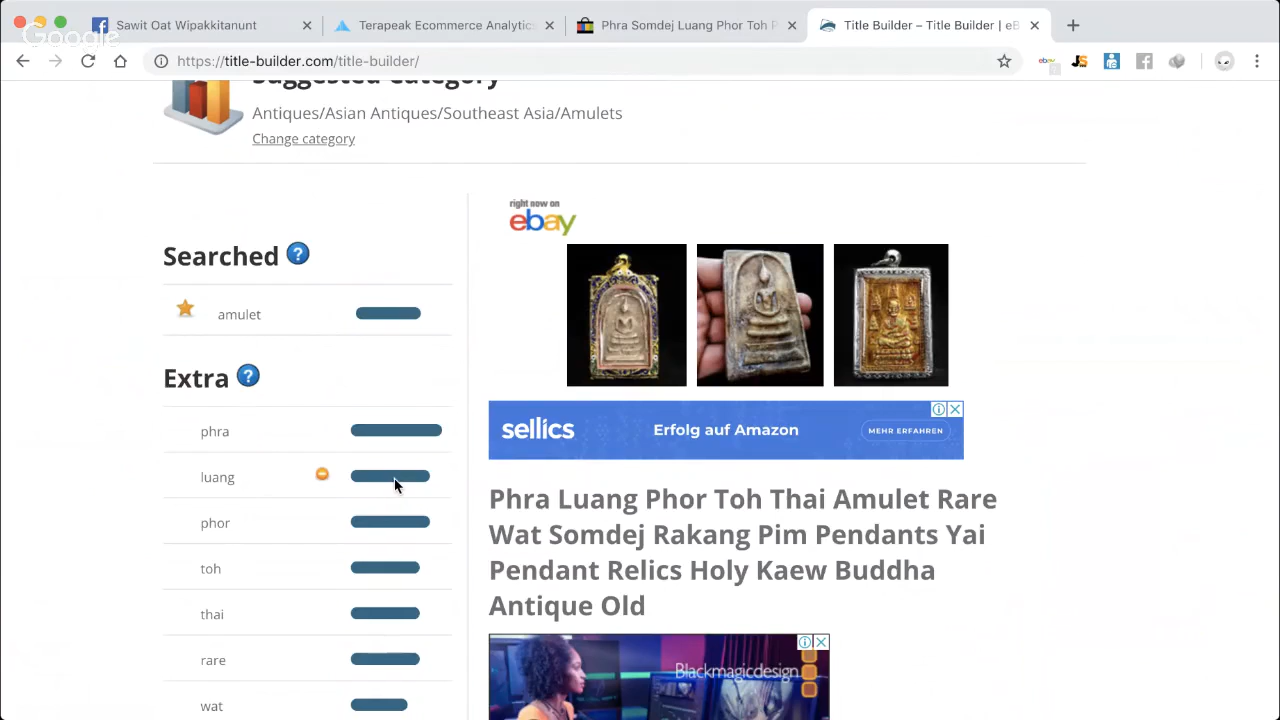 Sawit Oat Wipakkitanunt
Terapeak Ecommerce Analytics
Phra Somdej Luang Phor Toh P
Title Builder – Title Builder | eB
Google
https://title-builder.com/title-builder/
Suggested Category
Antiques/Asian Antiques/Southeast Asia/Amulets
Change category
right now on
ebay
Searched
amulet
Extra
phra
luang
phor
toh
thai
rare
wat
sellics
Erfolg auf Amazon
MEHR ERFAHREN
Phra Luang Phor Toh Thai Amulet Rare
Wat Somdej Rakang Pim Pendants Yai
Pendant Relics Holy Kaew Buddha
Antique Old
Blackmagicdesign